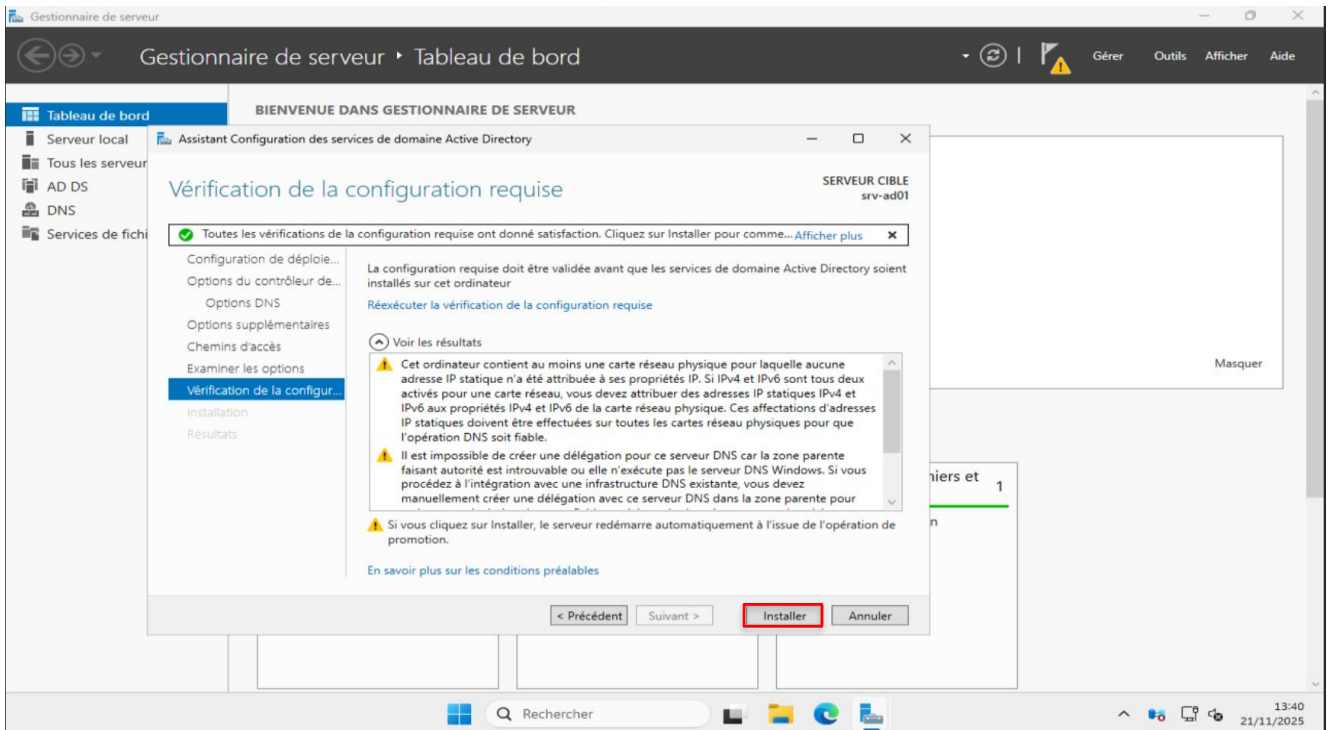 Gestionnaire de serveur
Gestionnaire de serveur ‣ Tableau de bord
Gérer Outils Afficher Aide
Tableau de bord
Serveur local
Tous les serveur
AD DS
DNS
Services de fichi
BIENVENUE DANS GESTIONNAIRE DE SERVEUR
Assistant Configuration des services de domaine Active Directory
Vérification de la configuration requise
SERVEUR CIBLE
srv-ad01
Toutes les vérifications de la configuration requise ont donné satisfaction. Cliquez sur Installer pour comme... Afficher plus
Configuration de déploie...
Options du contrôleur de...
Options DNS
Options supplémentaires
Chemins d'accès
Examiner les options
Vérification de la configur...
Installation
Résultats
La configuration requise doit être validée avant que les services de domaine Active Directory soient
installés sur cet ordinateur
Réexécuter la vérification de la configuration requise
Voir les résultats
Cet ordinateur contient au moins une carte réseau physique pour laquelle aucune
adresse IP statique n'a été attribuée à ses propriétés IP. Si IPv4 et IPv6 sont tous deux
activés pour une carte réseau, vous devez attribuer des adresses IP statiques IPv4 et
IPv6 aux propriétés IPv4 et IPv6 de la carte réseau physique. Ces affectations d'adresses
IP statiques doivent être effectuées sur toutes les cartes réseau physiques pour que
l'opération DNS soit fiable.
Il est impossible de créer une délégation pour ce serveur DNS car la zone parente
faisant autorité est introuvable ou elle n'exécute pas le serveur DNS Windows. Si vous
procédez à l'intégration avec une infrastructure DNS existante, vous devez
manuellement créer une délégation avec ce serveur DNS dans la zone parente pour
Si vous cliquez sur Installer, le serveur redémarre automatiquement à l'issue de l'opération de
promotion.
En savoir plus sur les conditions préalables
< Précédent Suivant > Installer Annuler
Masquer
niers et 1
n
Rechercher
13:40
21/11/2025